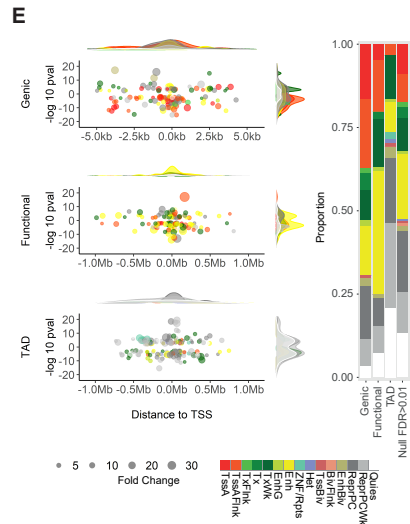 E
Genic
-log 10 pval
20
10
0
-10
-20
-5.0kb
-2.5kb
0.0kb
2.5kb
5.0kb
Functional
-log 10 pval
20
10
0
-10
-20
-1.0Mb
-0.5Mb
0.0Mb
0.5Mb
1.0Mb
TAD
-log 10 pval
20
10
0
-10
-20
-1.0Mb
-0.5Mb
0.0Mb
0.5Mb
1.0Mb
Distance to TSS
Proportion
1.00
0.75
0.50
0.25
0.00
Genic
Functional
TAD
Null FDR>0.01
5
10
20
30
Fold Change
TssA
TssAFlnk
TxFlnk
Tx
TxWk
EnhG
Enh
ZNF/Rpts
Het
TssBiv
BivFlnk
EnhBiv
ReprPC
ReprPCWk
Quies